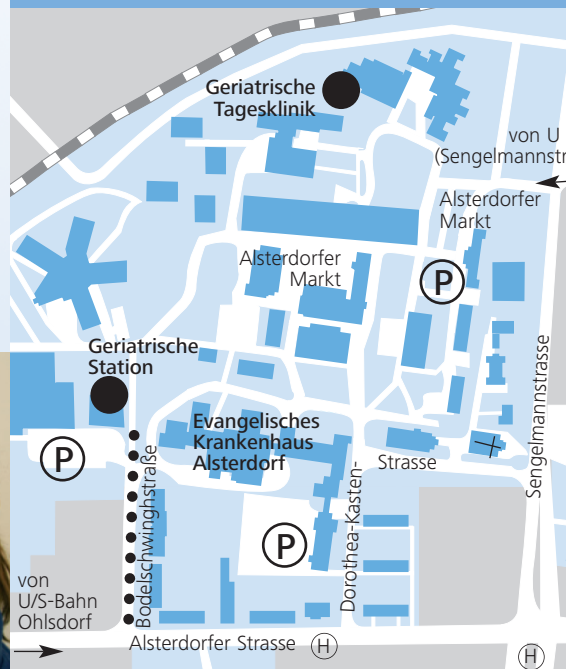 Geriatrische
Tagesklinik
von U
(Sengelmannstr
Alsterdorfer
Markt
Alsterdorfer
Markt
P
Geriatrische
Station
P
Evangelisches
Krankenhaus
Alsterdorf
Strasse
P
Sengelmannstrasse
Dorothea-Kasten-
Bodelschwinghstraße
von
U/S-Bahn
Ohlsdorf
Alsterdorfer Strasse H
H